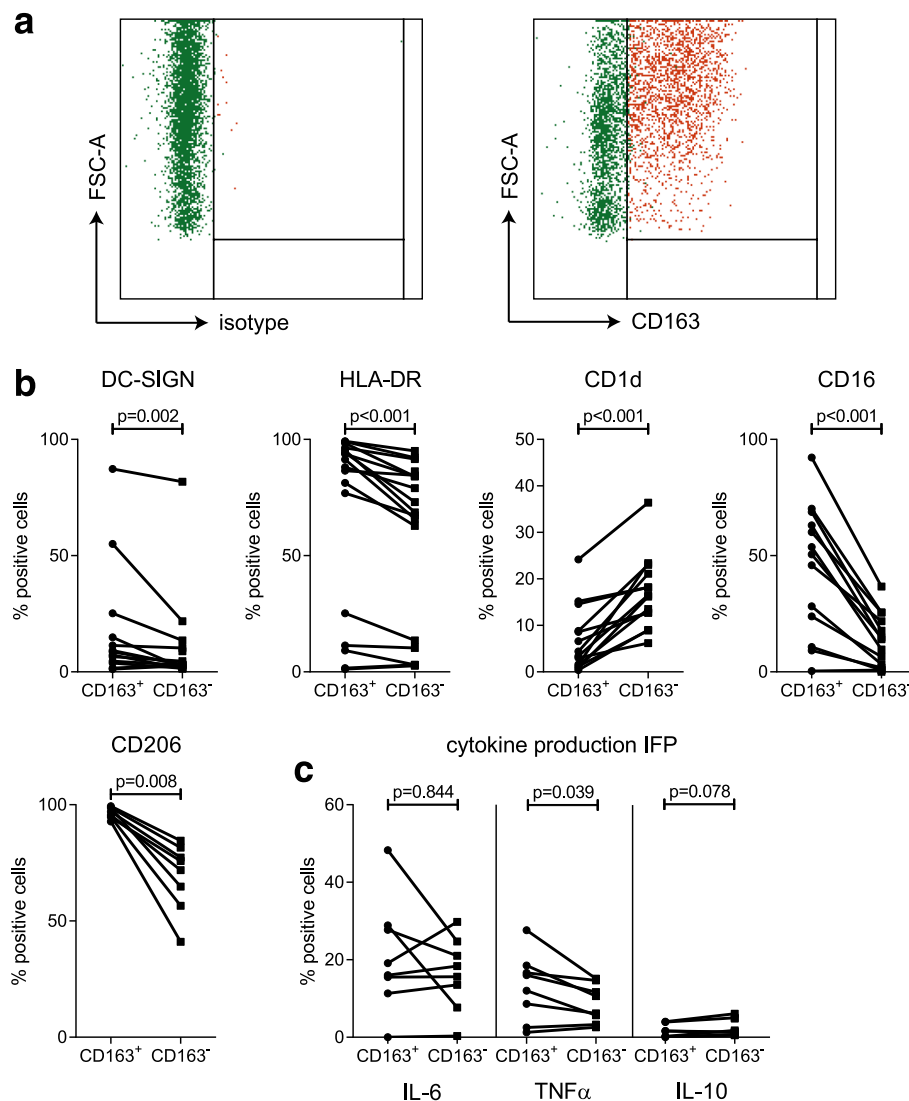 a
FSC-A
isotype
FSC-A
CD163
b
DC-SIGN
p=0.002
100
50
0
% positive cells
CD163⁺ CD163⁻
HLA-DR
p<0.001
100
50
0
% positive cells
CD163⁺ CD163⁻
CD1d
p<0.001
50
40
30
20
10
0
% positive cells
CD163⁺ CD163⁻
CD16
p<0.001
100
50
0
% positive cells
CD163⁺ CD163⁻
CD206
p=0.008
100
50
0
% positive cells
CD163⁺ CD163⁻
c
cytokine production IFP
p=0.844
p=0.039
p=0.078
60
40
20
0
% positive cells
CD163⁺ CD163⁻ CD163⁺ CD163⁻ CD163⁺ CD163⁻
IL-6 TNFα IL-10